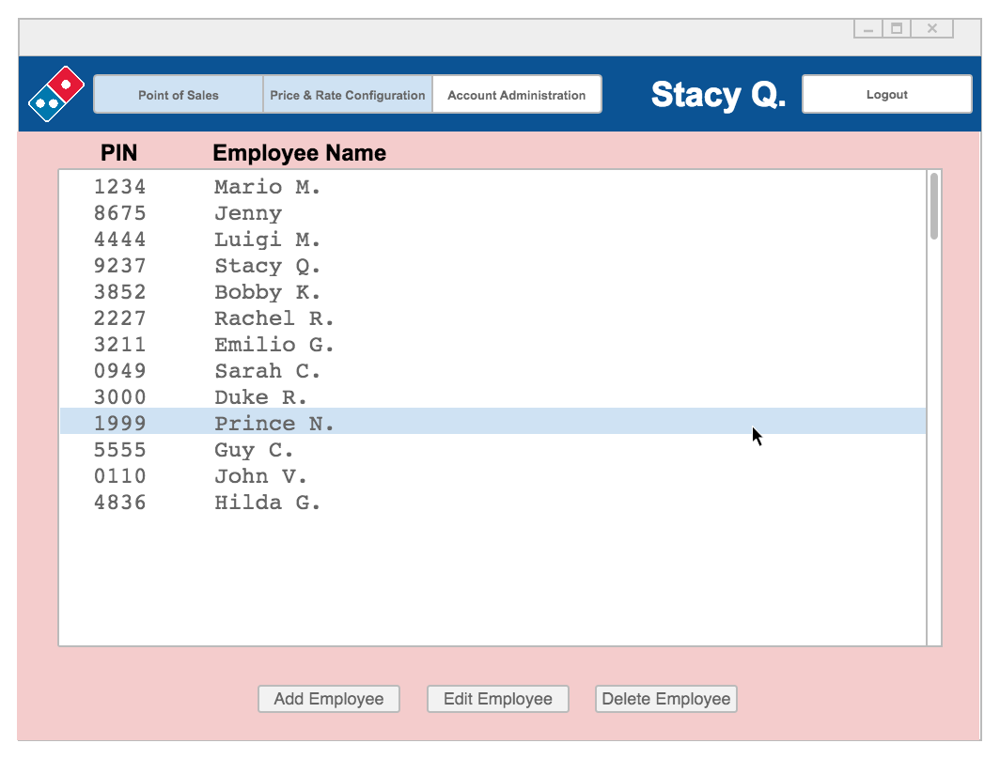 Point of Sales Price & Rate Configuration Account Administration Stacy Q. Logout
PIN Employee Name
1234 Mario M.
8675 Jenny
4444 Luigi M.
9237 Stacy Q.
3852 Bobby K.
2227 Rachel R.
3211 Emilio G.
0949 Sarah C.
3000 Duke R.
1999 Prince N.
5555 Guy C.
0110 John V.
4836 Hilda G.
Add Employee Edit Employee Delete Employee